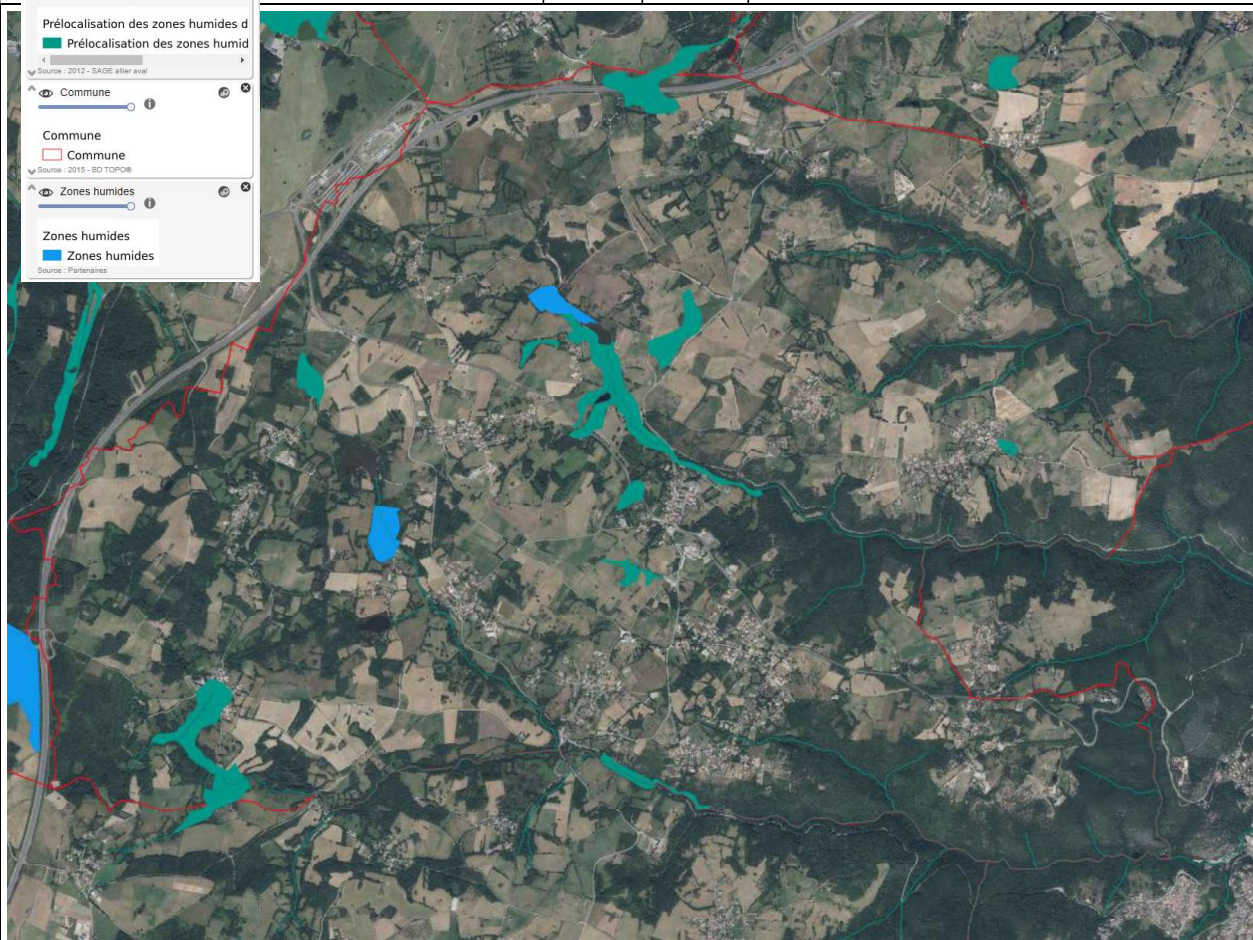 Prélocalisation des zones humides d
Prélocalisation des zones humid
Source : 2012 - SAGE allier aval
Commune
Commune
Commune
Source : 2015 - BD TOPO®
Zones humides
Zones humides
Zones humides
Source : Partenaires